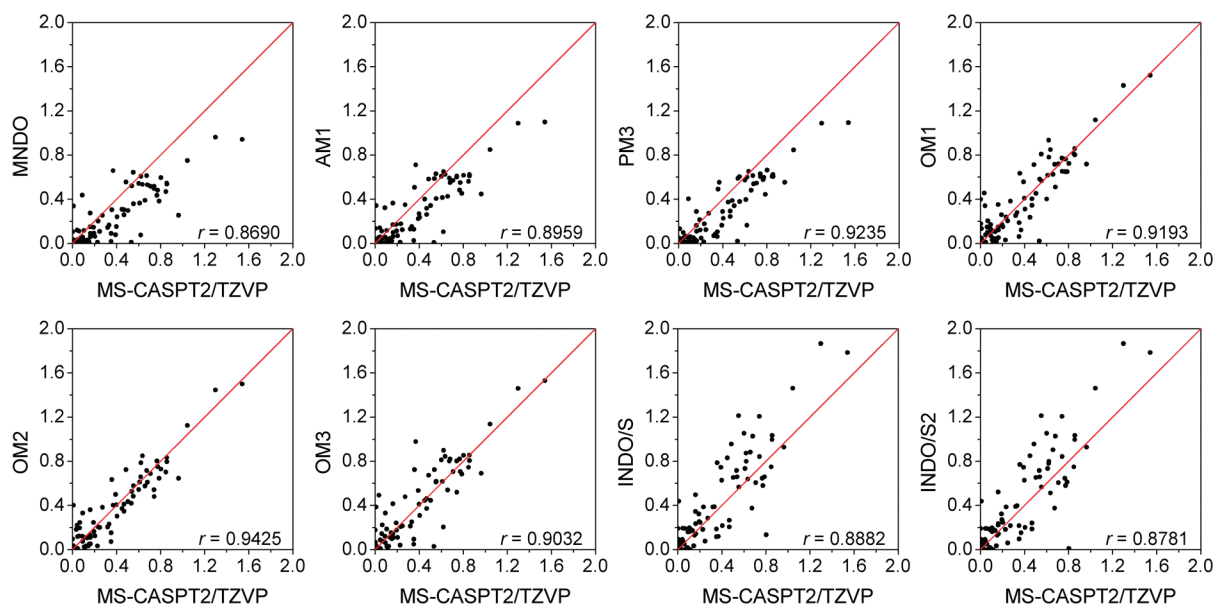 2.0 2.0 2.0 2.0
1.6 1.6 1.6 1.6
1.2 1.2 1.2 1.2
MNDO AM1 PM3 OM1
0.8 0.8 0.8 0.8
0.4 0.4 0.4 0.4
r = 0.8690 r = 0.8959 r = 0.9235 r = 0.9193
0.0 0.0 0.0 0.0
0.0 0.4 0.8 1.2 1.6 2.0 0.0 0.4 0.8 1.2 1.6 2.0 0.0 0.4 0.8 1.2 1.6 2.0 0.0 0.4 0.8 1.2 1.6 2.0
MS-CASPT2/TZVP MS-CASPT2/TZVP MS-CASPT2/TZVP MS-CASPT2/TZVP
2.0 2.0 2.0 2.0
1.6 1.6 1.6 1.6
1.2 1.2 1.2 1.2
OM2 OM3 INDO/S INDO/S2
0.8 0.8 0.8 0.8
0.4 0.4 0.4 0.4
r = 0.9425 r = 0.9032 r = 0.8882 r = 0.8781
0.0 0.0 0.0 0.0
0.0 0.4 0.8 1.2 1.6 2.0 0.0 0.4 0.8 1.2 1.6 2.0 0.0 0.4 0.8 1.2 1.6 2.0 0.0 0.4 0.8 1.2 1.6 2.0
MS-CASPT2/TZVP MS-CASPT2/TZVP MS-CASPT2/TZVP MS-CASPT2/TZVP